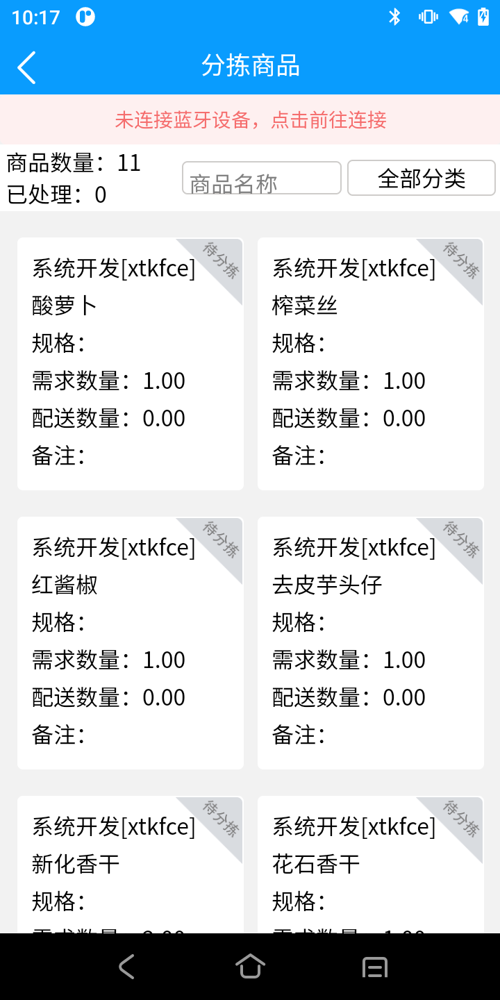 10:17
分拣商品
未连接蓝牙设备，点击前往连接
商品数量：11
已处理：0
商品名称
全部分类
待分拣
系统开发[xtkfce]
酸萝卜
规格：
需求数量：1.00
配送数量：0.00
备注：
待分拣
系统开发[xtkfce]
榨菜丝
规格：
需求数量：1.00
配送数量：0.00
备注：
待分拣
系统开发[xtkfce]
红酱椒
规格：
需求数量：1.00
配送数量：0.00
备注：
待分拣
系统开发[xtkfce]
去皮芋头仔
规格：
需求数量：1.00
配送数量：0.00
备注：
待分拣
系统开发[xtkfce]
新化香干
规格：
待分拣
系统开发[xtkfce]
花石香干
规格：